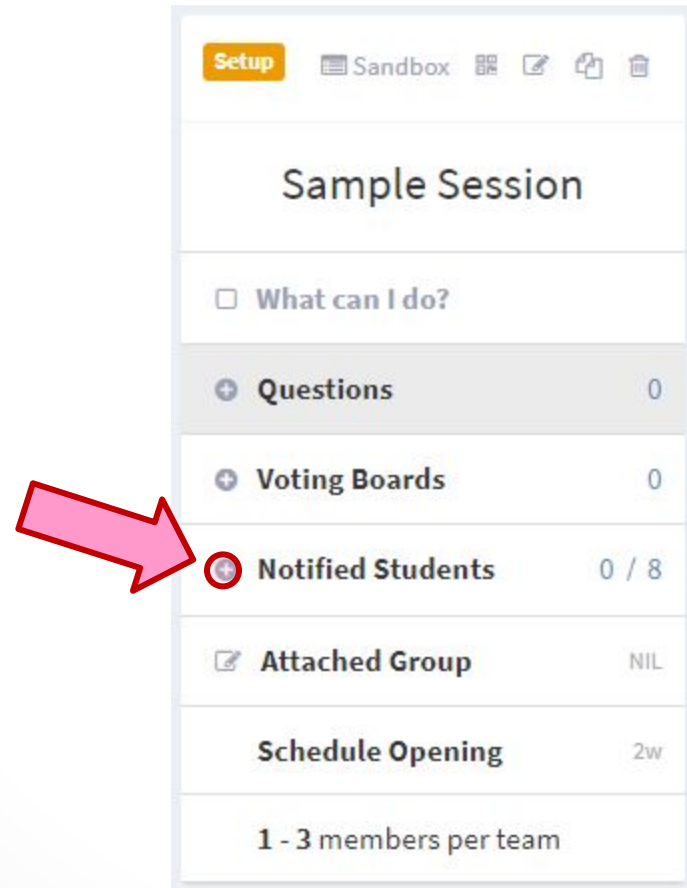 Setup Sandbox
Sample Session
What can I do?
Questions 0
Voting Boards 0
Notified Students 0 / 8
Attached Group NIL
Schedule Opening 2w
1 - 3 members per team